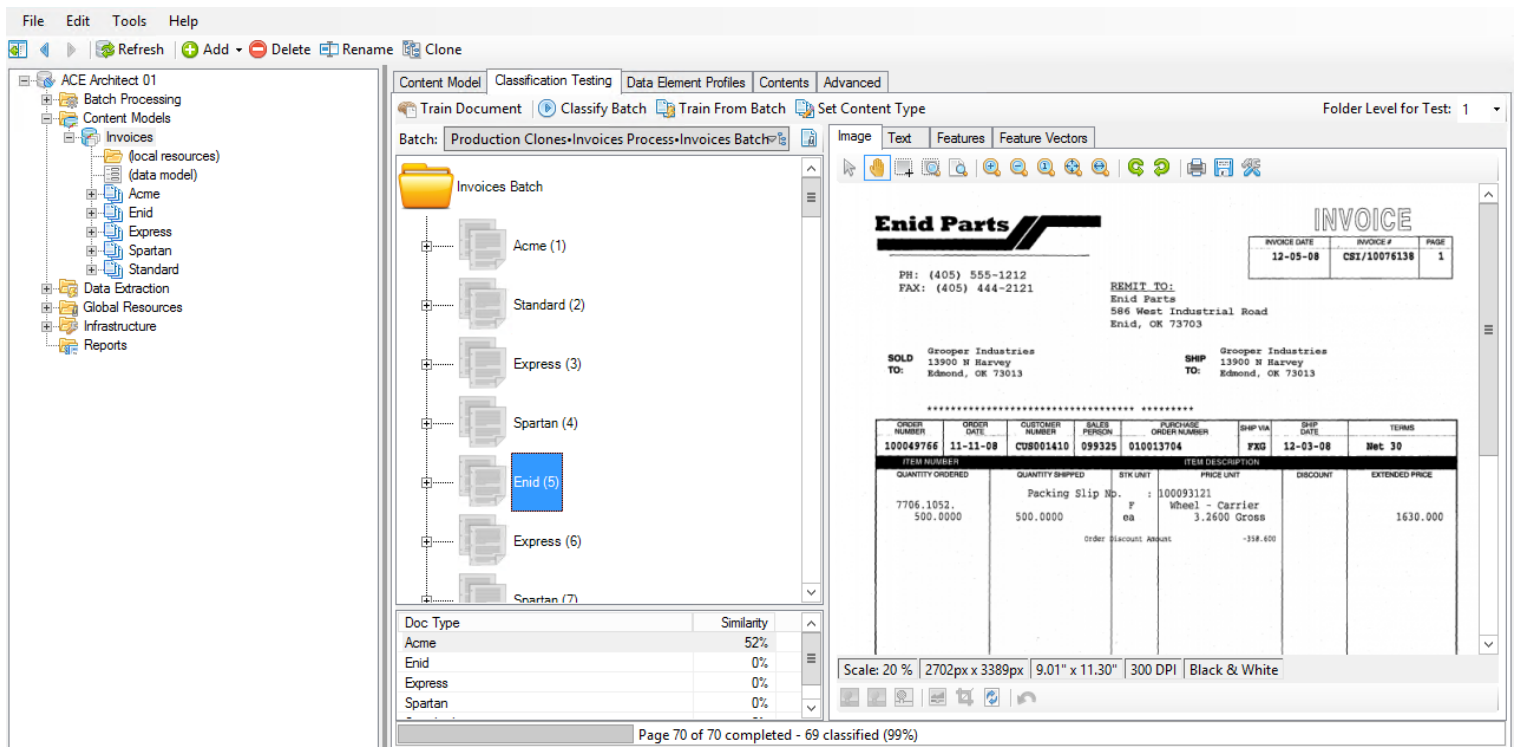 File Edit Tools Help
Refresh Add Delete Rename Clone
ACE Architect 01
Batch Processing
Content Models
Invoices
(local resources)
(data model)
Acme
Enid
Express
Spartan
Standard
Data Extraction
Global Resources
Infrastructure
Reports
Content Model Classification Testing Data Element Profiles Contents Advanced
Train Document Classify Batch Train From Batch Set Content Type Folder Level for Test: 1
Batch: Production Clones•Invoices Process•Invoices Batch
Invoices Batch
Acme (1)
Standard (2)
Express (3)
Spartan (4)
Enid (5)
Express (6)
Spartan (7)
Doc Type Similarity
Acme 52%
Enid 0%
Express 0%
Spartan 0%
Image Text Features Feature Vectors
Enid Parts
INVOICE
INVOICE DATE INVOICE # PAGE
12-05-08 CSI/10076138 1
PH: (405) 555-1212
FAX: (405) 444-2121
REMIT TO:
Enid Parts
586 West Industrial Road
Enid, OK 73703
SOLD TO: Grooper Industries
13900 N Harvey
Edmond, OK 73013
SHIP TO: Grooper Industries
13900 N Harvey
Edmond, OK 73013
*********************************** *********
ORDER NUMBER ORDER DATE CUSTOMER NUMBER SALES PERSON PURCHASE ORDER NUMBER SHIP VIA SHIP DATE TERMS
100049766 11-11-08 CUS001410 099325 010013704 FXG 12-03-08 Net 30
ITEM NUMBER ITEM DESCRIPTION
QUANTITY ORDERED QUANTITY SHIPPED STK UNIT PRICE UNIT DISCOUNT EXTENDED PRICE
Packing Slip No. : 100093121
7706.1052. F Wheel - Carrier
500.0000 500.0000 ea 3.2600 Gross 1630.000
Order Discount Amount -358.600
Scale: 20 % 2702px x 3389px 9.01" x 11.30" 300 DPI Black & White
Page 70 of 70 completed - 69 classified (99%)